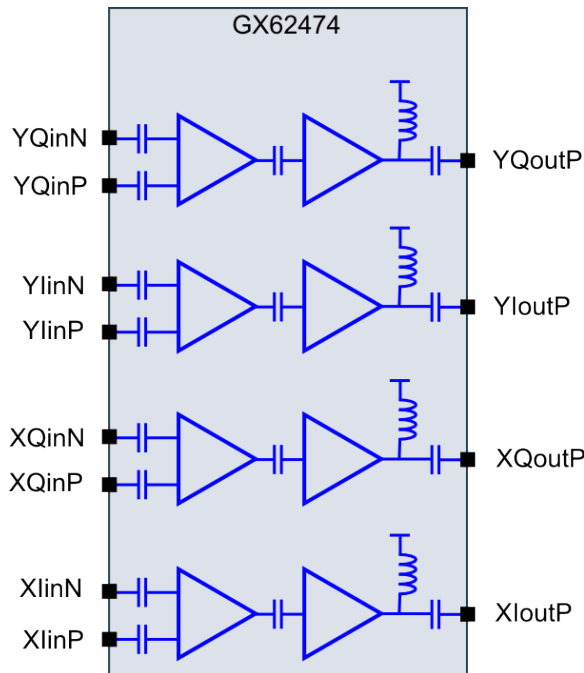 GX62474
YQinN
YQinP
YQoutP
YIinN
YIinP
YIoutP
XQinN
XQinP
XQoutP
XIinN
XIinP
XIoutP